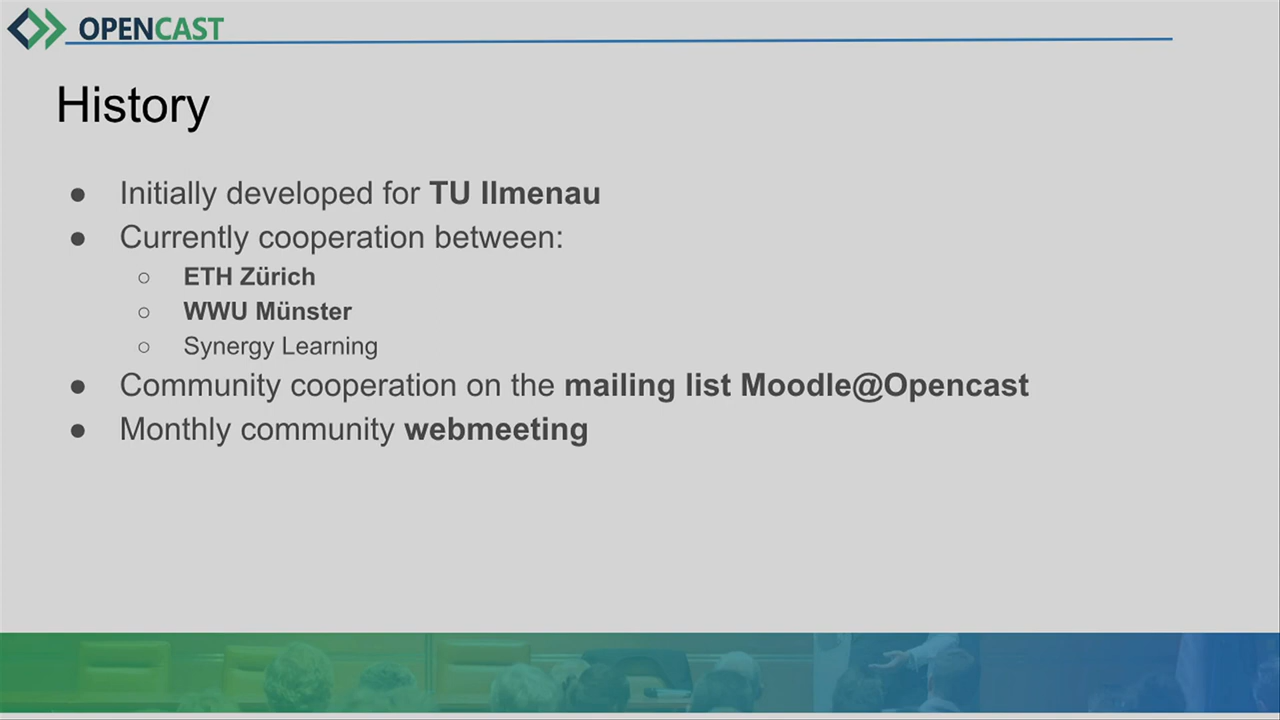 OPENCAST
History
● Initially developed for TU Ilmenau
● Currently cooperation between:
○ ETH Zürich
○ WWU Münster
○ Synergy Learning
● Community cooperation on the mailing list Moodle@Opencast
● Monthly community webmeeting